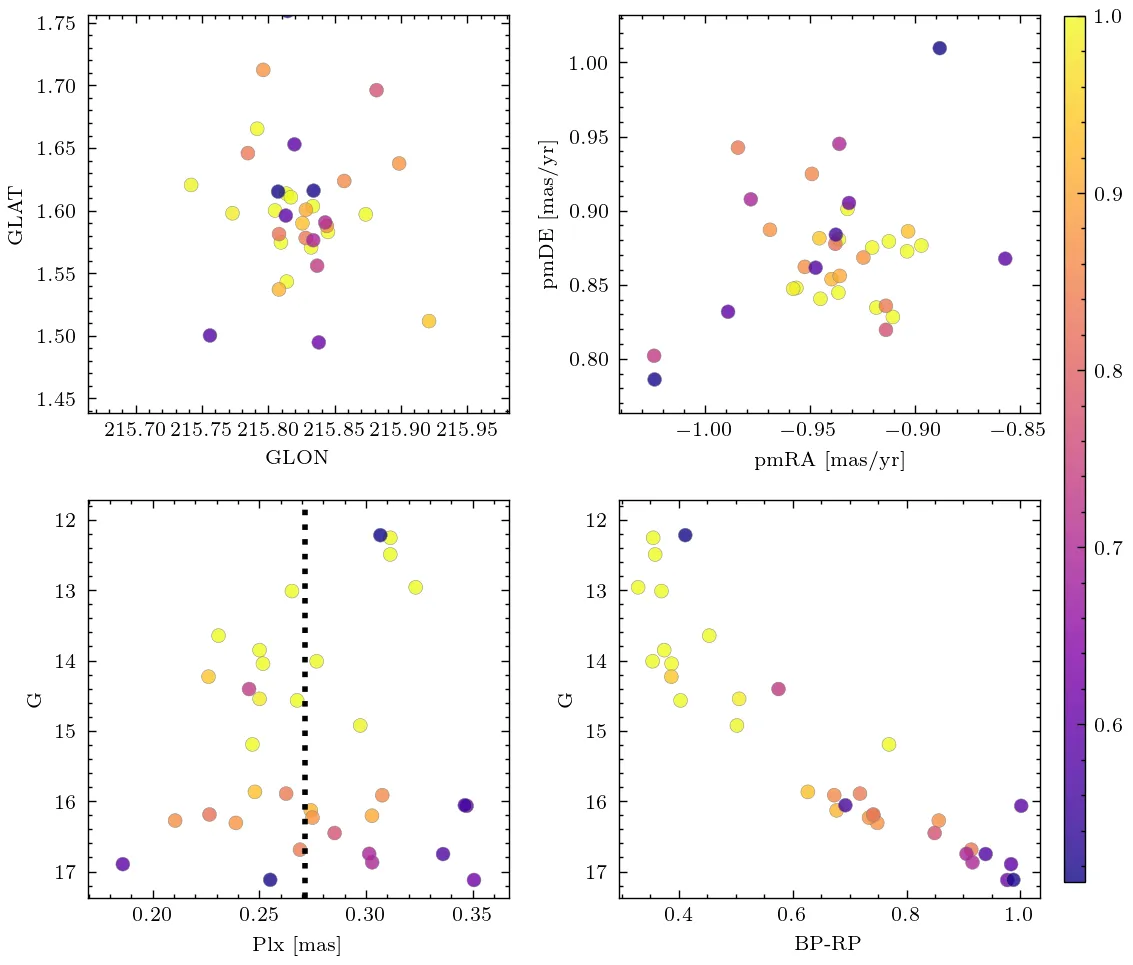 1.75
1.70
1.65
1.60
1.55
1.50
1.45
GLAT
215.70 215.75 215.80 215.85 215.90 215.95
GLON
1.00
0.95
0.90
0.85
0.80
pmDE [mas/yr]
−1.00 −0.95 −0.90 −0.85
pmRA [mas/yr]
12
13
14
15
16
17
G
0.20 0.25 0.30 0.35
Plx [mas]
12
13
14
15
16
17
G
0.4 0.6 0.8 1.0
BP-RP
1.0
0.9
0.8
0.7
0.6